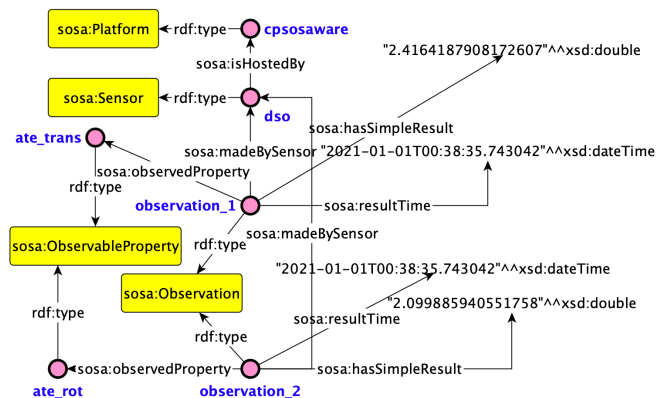 sosa:Platform
rdf:type
cpsosaware
"2.4164187908172607"^^xsd:double
sosa:isHostedBy
sosa:Sensor
rdf:type
dso
sosa:hasSimpleResult
ate_trans
sosa:madeBySensor
"2021-01-01T00:38:35.743042"^^xsd:dateTime
sosa:observedProperty
rdf:type
observation_1
sosa:resultTime
sosa:madeBySensor
sosa:ObservableProperty
rdf:type
"2021-01-01T00:38:35.743042"^^xsd:dateTime
sosa:Observation
"2.099885940551758"^^xsd:double
rdf:type
sosa:resultTime
rdf:type
sosa:observedProperty
sosa:hasSimpleResult
ate_rot
observation_2